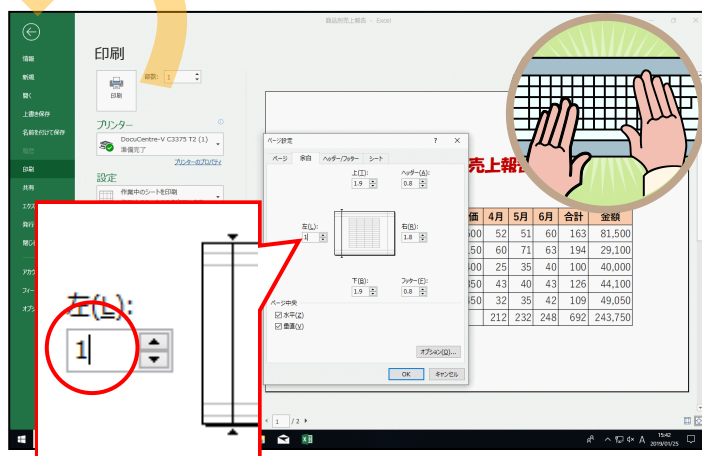 商品別売上報告 - Excel
情報
新規
開く
上書き保存
名前を付けて保存
履歴
印刷
共有
印刷
部数: 1
印刷
プリンター
DocuCentre-V C3375 T2 (1)
準備完了
プリンターのプロパティ
設定
作業中のシートを印刷
ページ設定 ? ×
ページ 余白 ヘッダー/フッター シート
上(T): ヘッダー(A):
1.9 0.8
左(L): 右(R):
1 1.8
下(B): フッター(F):
1.9 0.8
ページ中央
水平(Z)
垂直(V)
オプション(O)...
OK キャンセル
左(L):
1
売上報
価 4月 5月 6月 合計 金額
52 51 60 163 81,500
60 71 63 194 29,100
25 35 40 100 40,000
43 40 43 126 44,100
32 35 42 109 49,050
212 232 248 692 243,750
1 / 2
A
15:42
2019/01/25